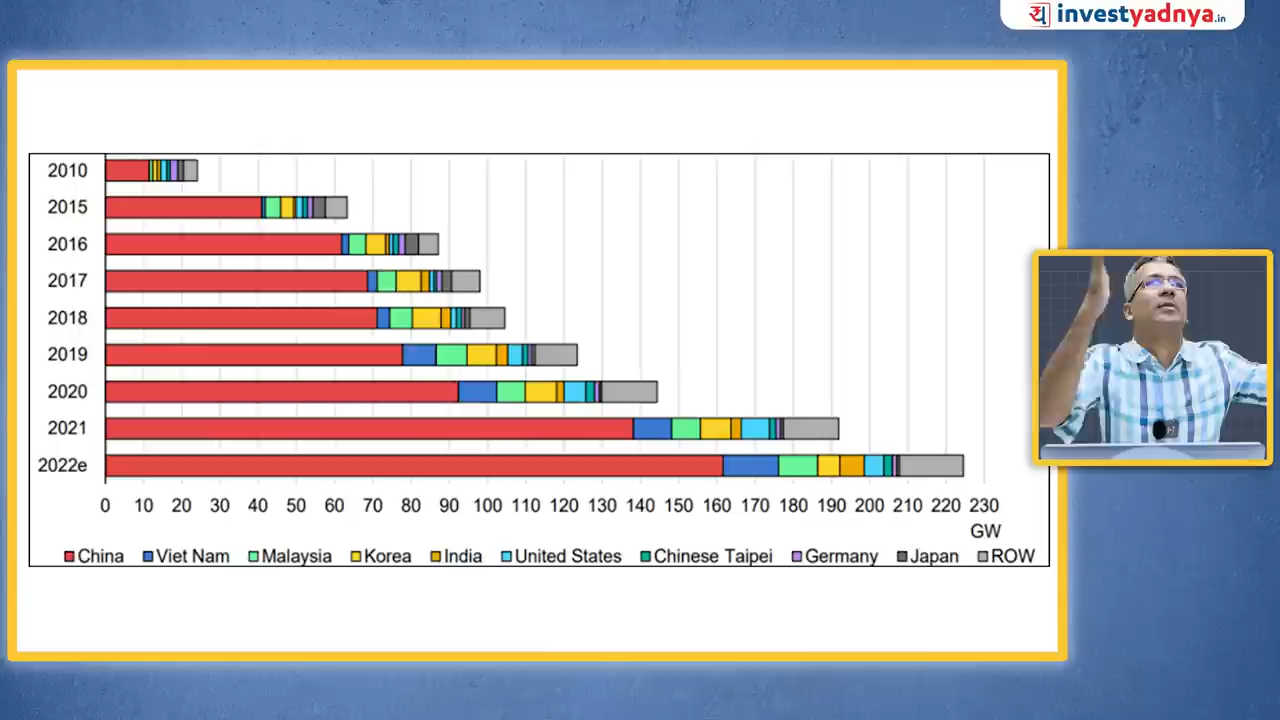 य investyadnya.in
2010
2015
2016
2017
2018
2019
2020
2021
2022e
0 10 20 30 40 50 60 70 80 90 100 110 120 130 140 150 160 170 180 190 200 210 220 230
GW
China Viet Nam Malaysia Korea India United States Chinese Taipei Germany Japan ROW